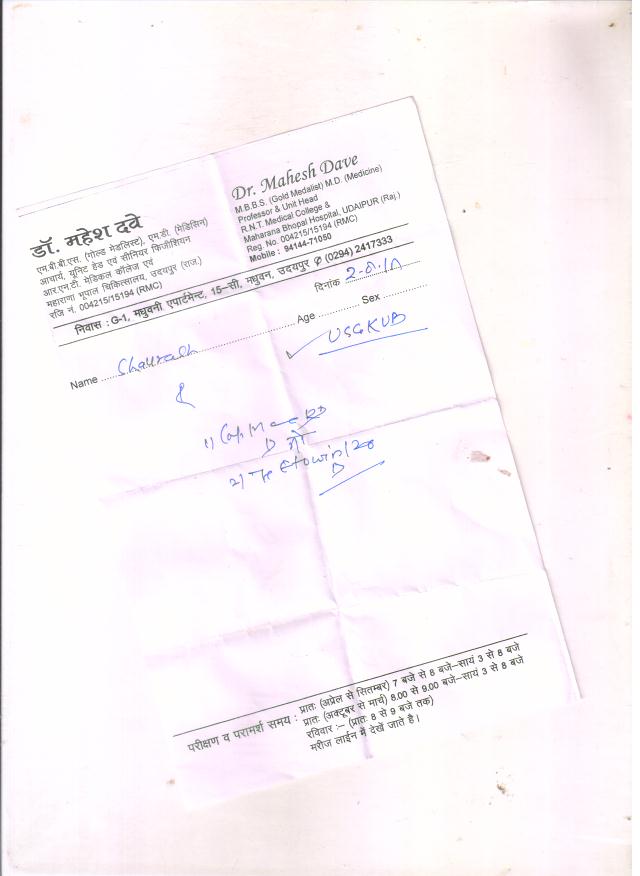 डॉ. महेश दवे
एम.बी.बी.एस. (गोल्ड मेडलिस्ट), एम.डी. (मेडिसिन)
आचार्य, यूनिट हेड एवं सीनियर फिजीशियन
आर.एन.टी. मेडिकल कॉलेज एवं
महाराणा भूपाल चिकित्सालय, उदयपुर (राज.)
रजि नं. 004215/15194 (RMC)
Dr. Mahesh Dave
M.B.B.S. (Gold Medalist) M.D. (Medicine)
Professor & Unit Head
R.N.T. Medical College &
Maharana Bhopal Hospital, UDAIPUR (Raj.)
Reg. No. 004215/15194 (RMC)
Mobile : 94144-71050
निवास : G-1, मधुवनी एपार्टमेन्ट, 15-सी, मधुवन, उदयपुर ✆ (0294) 2417333
दिनांक
Name Age Sex
USG KUB
1) Cap
2)
परीक्षण व परामर्श समय : प्रातः (अप्रेल से सितम्बर) 7 बजे से 8 बजे-सायं 3 से 8 बजे
प्रातः (अक्टूबर से मार्च) 8.00 से 9.00 बजे-सायं 3 से 8 बजे
रविवार :- (प्रातः 8 से 9 बजे तक)
मरीज लाईन में देखें जाते है।